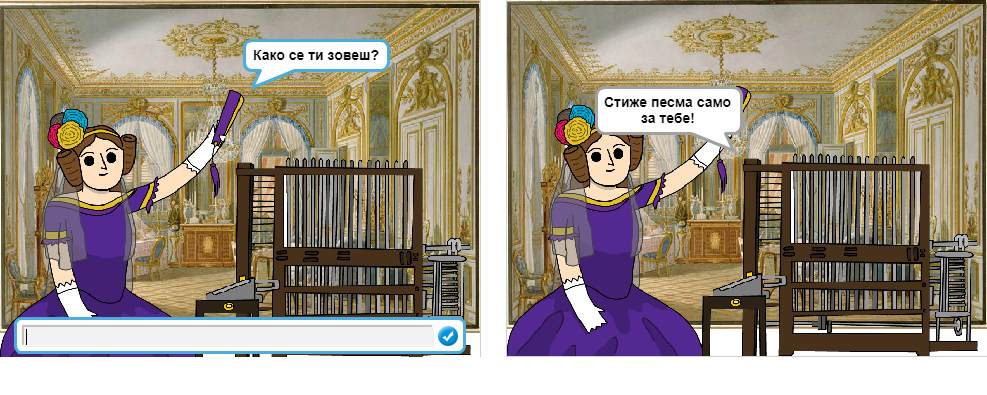 Како се ти зовеш?
Стиже песма само
за тебе!